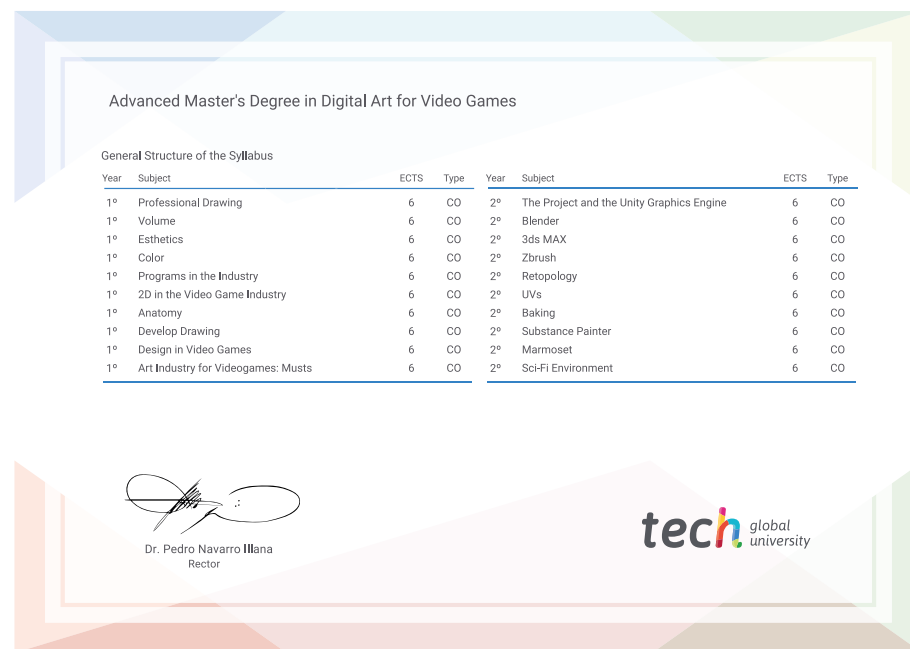 Advanced Master's Degree in Digital Art for Video Games
General Structure of the Syllabus
Year Subject ECTS Type
1º Professional Drawing 6 CO
1º Volume 6 CO
1º Esthetics 6 CO
1º Color 6 CO
1º Programs in the Industry 6 CO
1º 2D in the Video Game Industry 6 CO
1º Anatomy 6 CO
1º Develop Drawing 6 CO
1º Design in Video Games 6 CO
1º Art Industry for Videogames: Musts 6 CO
Year Subject ECTS Type
2º The Project and the Unity Graphics Engine 6 CO
2º Blender 6 CO
2º 3ds MAX 6 CO
2º Zbrush 6 CO
2º Retopology 6 CO
2º UVs 6 CO
2º Baking 6 CO
2º Substance Painter 6 CO
2º Marmoset 6 CO
2º Sci-Fi Environment 6 CO
Dr. Pedro Navarro Illana
Rector
tech global
university